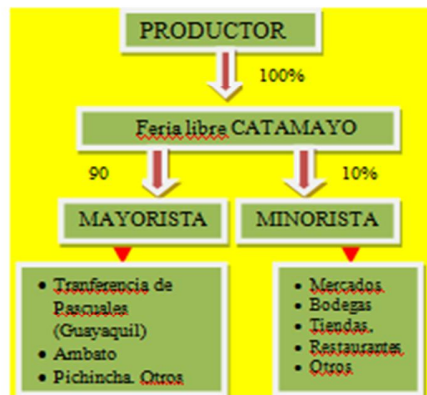 PRODUCTOR
100%
Feria libre CATAMAYO
90
10%
MAYORISTA
MINORISTA
• Tranferencia de
Pascuales
(Guayaquil)
• Ambato
• Pichincha. Otros
• Mercados
• Bodegas
• Tiendas.
• Restaurantes
• Otros